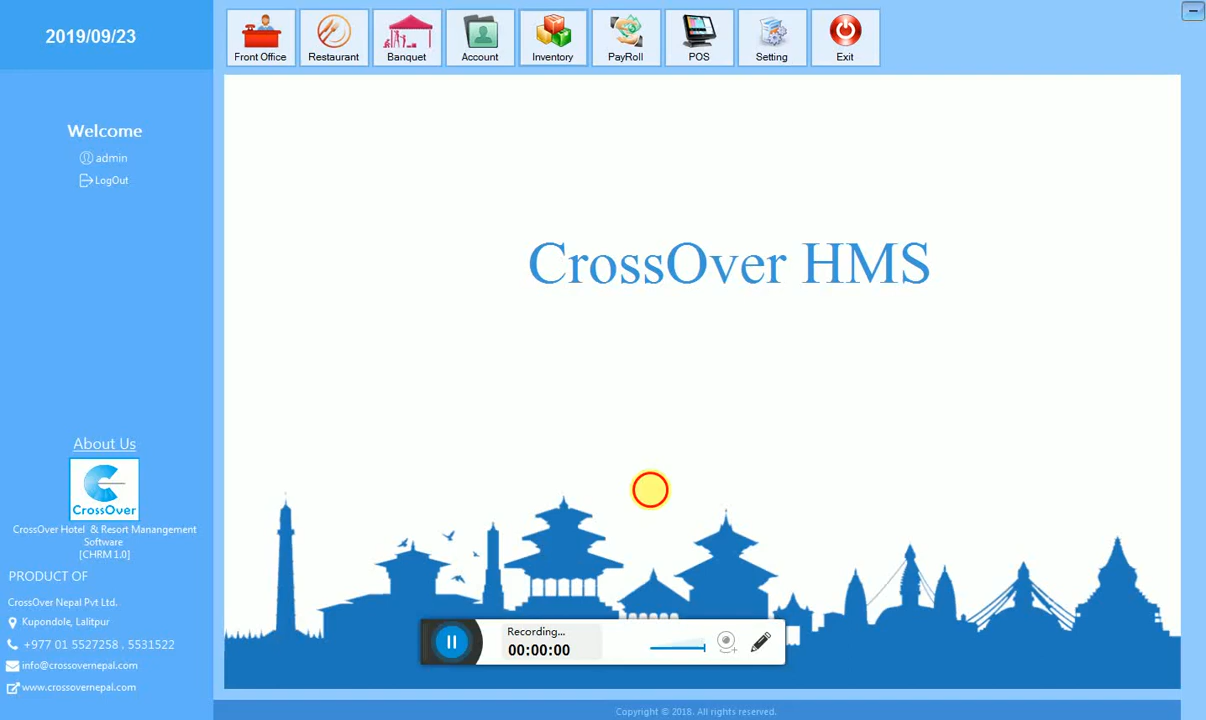 2019/09/23
Front Office
Restaurant
Banquet
Account
Inventory
PayRoll
POS
Setting
Exit
Welcome
admin
LogOut
CrossOver HMS
About Us
CrossOver
CrossOver Hotel & Resort Manangement
Software
[CHRM 1.0]
PRODUCT OF
CrossOver Nepal Pvt Ltd.
Kupondole, Lalitpur
+977 01 5527258 , 5531522
info@crossovernepal.com
www.crossovernepal.com
Recording...
00:00:00
Copyright © 2018. All rights reserved.